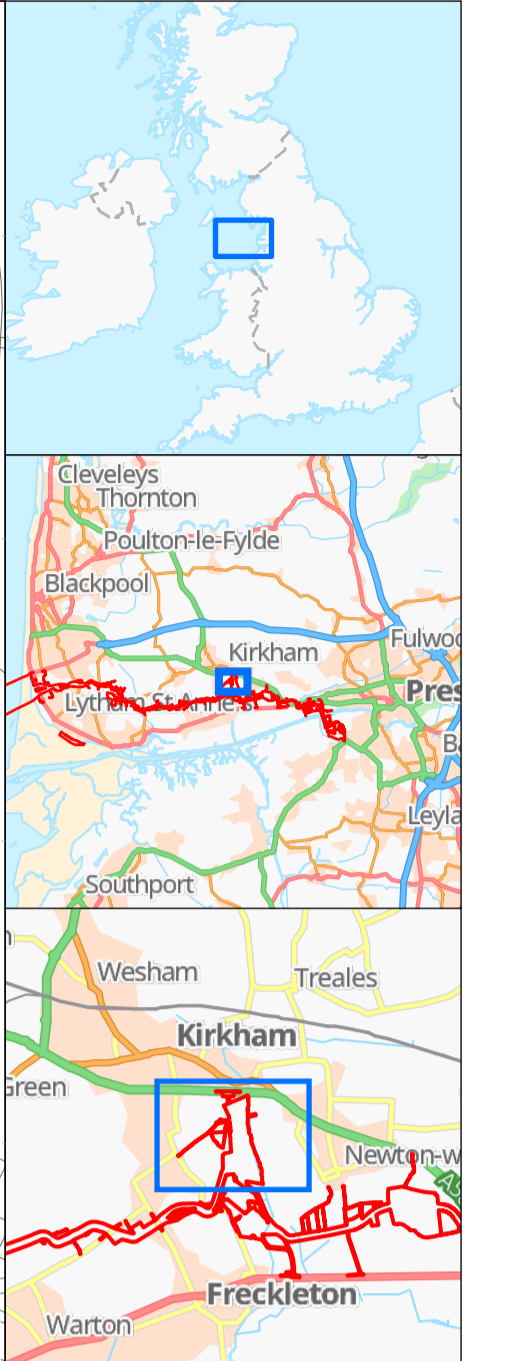 Cleveleys
Thornton
Poulton-le-Fylde
Blackpool
Kirkham
Fulwoo
Lytham St Anne's
Pres
Ba
Leyla
Southport
Wesham
Treales
Kirkham
Green
Newton-w
Freckleton
Warton